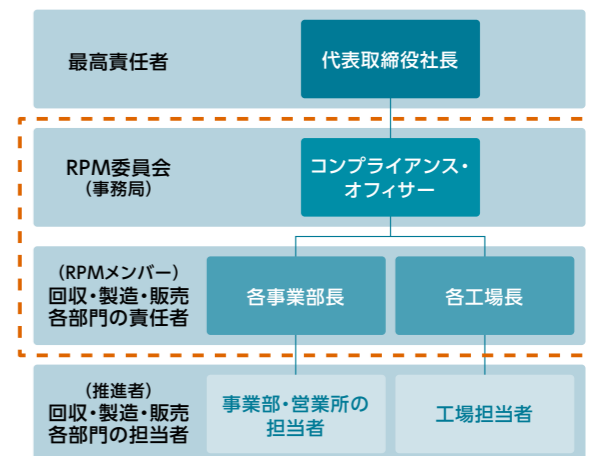 最高責任者
代表取締役社長
RPM委員会
(事務局)
コンプライアンス・
オフィサー
(RPMメンバー)
回収・製造・販売
各部門の責任者
各事業部長
各工場長
(推進者)
回収・製造・販売
各部門の担当者
事業部・営業所の
担当者
工場担当者